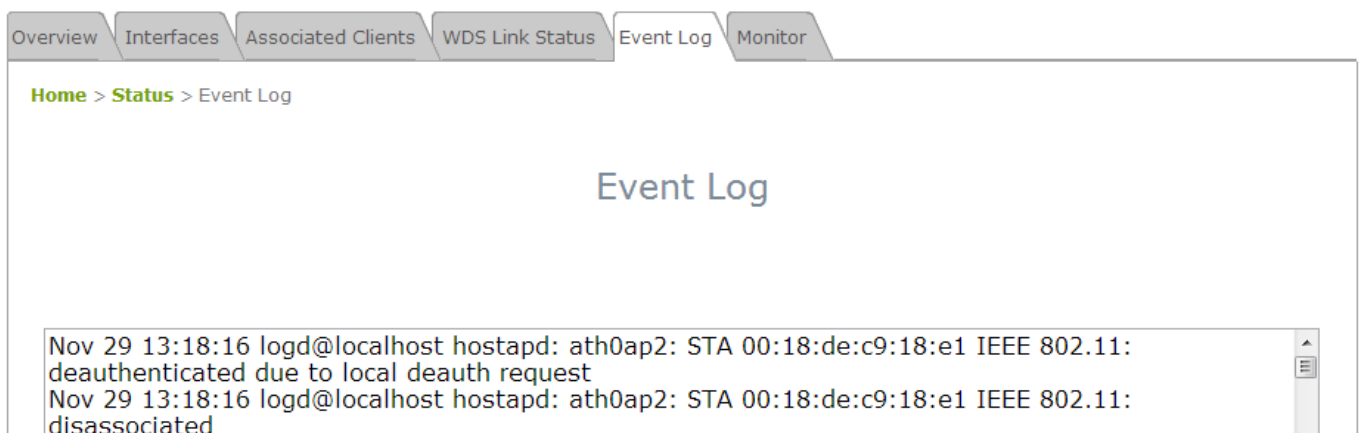 Overview Interfaces Associated Clients WDS Link Status Event Log Monitor
Home > Status > Event Log
Event Log
Nov 29 13:18:16 logd@localhost hostapd: ath0ap2: STA 00:18:de:c9:18:e1 IEEE 802.11:
deauthenticated due to local deauth request
Nov 29 13:18:16 logd@localhost hostapd: ath0ap2: STA 00:18:de:c9:18:e1 IEEE 802.11:
disassociated